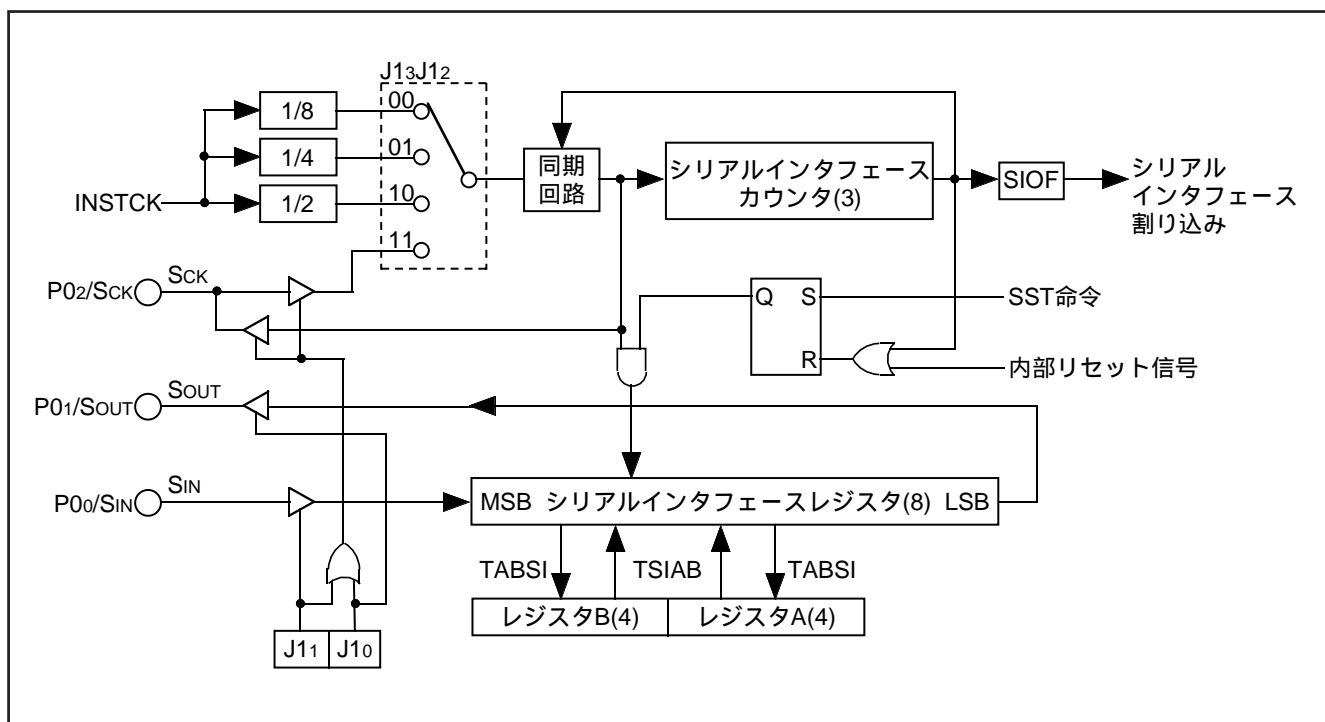 J13J12
1/8
00
1/4
01
INSTCK
1/2
10
11
同期
回路
シリアルインタフェース
カウンタ(3)
SIOF
シリアル
インタフェース
割り込み
P02/SCK
SCK
Q
S
R
SST命令
内部リセット信号
P01/SOUT
SOUT
P00/SIN
SIN
MSB シリアルインタフェースレジスタ(8) LSB
TABSI
TSIAB
TABSI
レジスタB(4)
レジスタA(4)
J11
J10